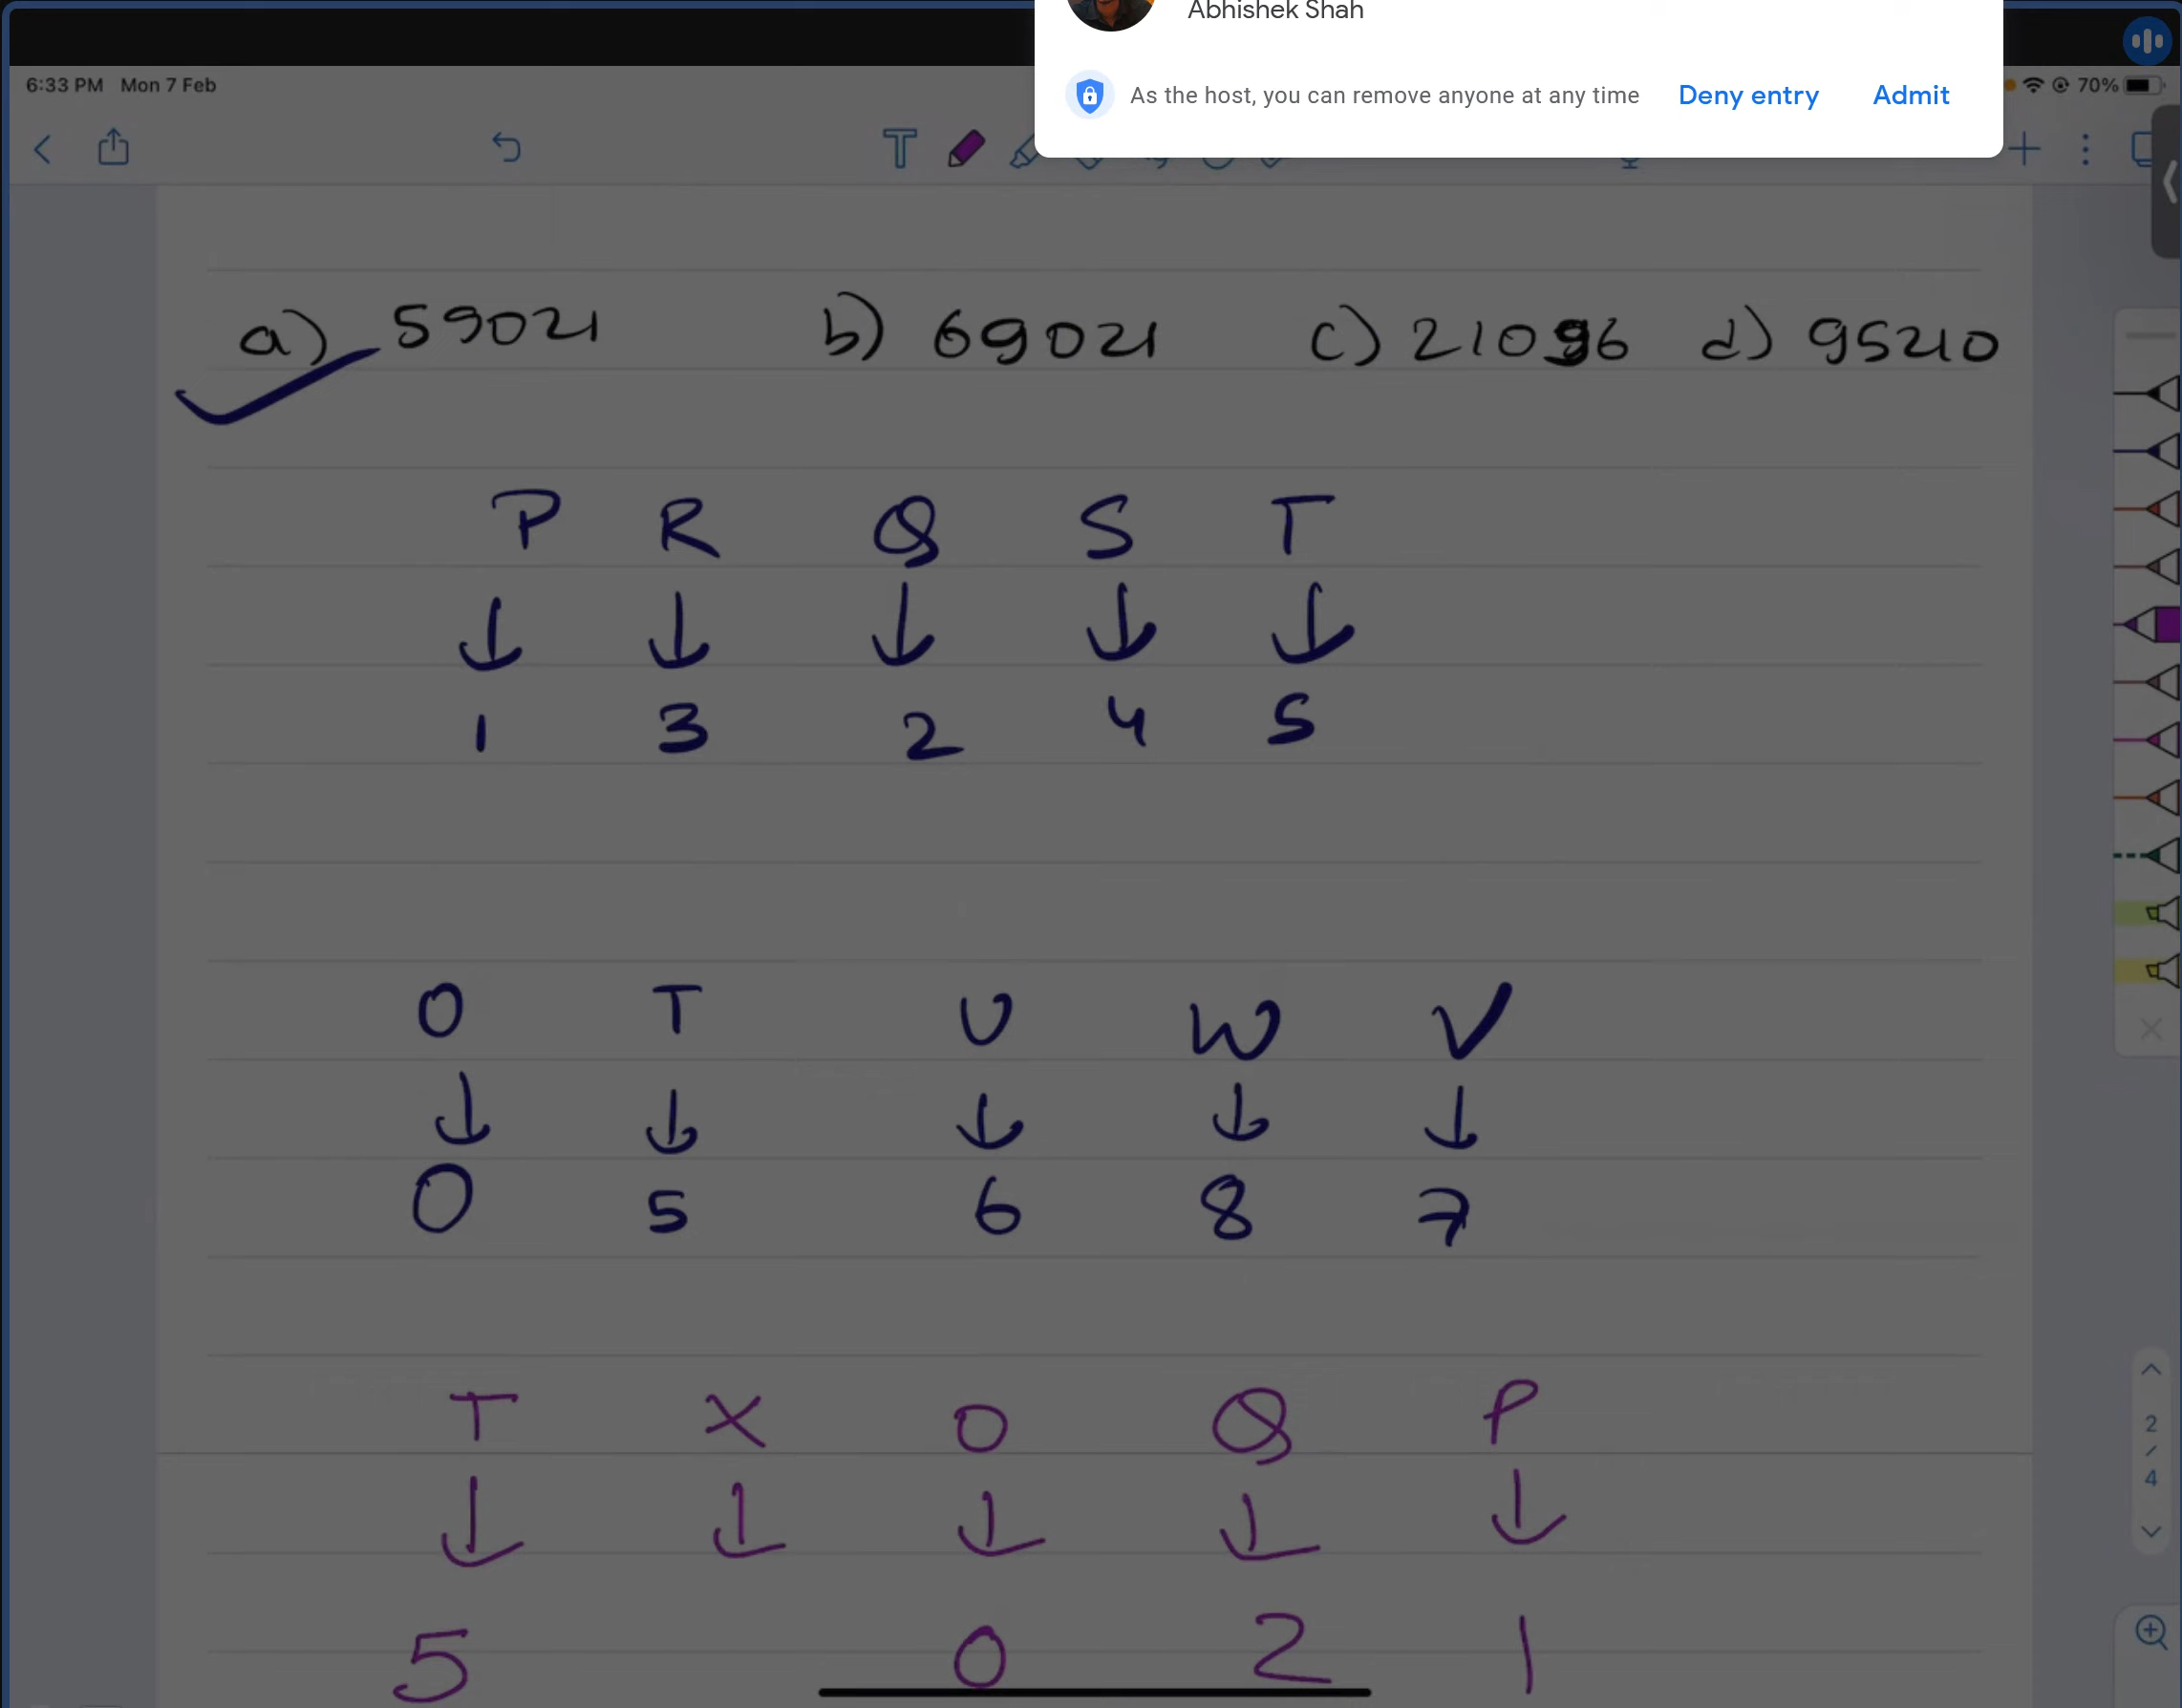 Abhishek Shah
As the host, you can remove anyone at any time Deny entry Admit
6:33 PM Mon 7 Feb 70%
T
a) 59021 b) 69021 c) 21096 d) 95210
P R Q S T
1 3 2 4 5
O T U W V
0 5 6 8 7
T X O Q P
5 0 2 1
2
/
4